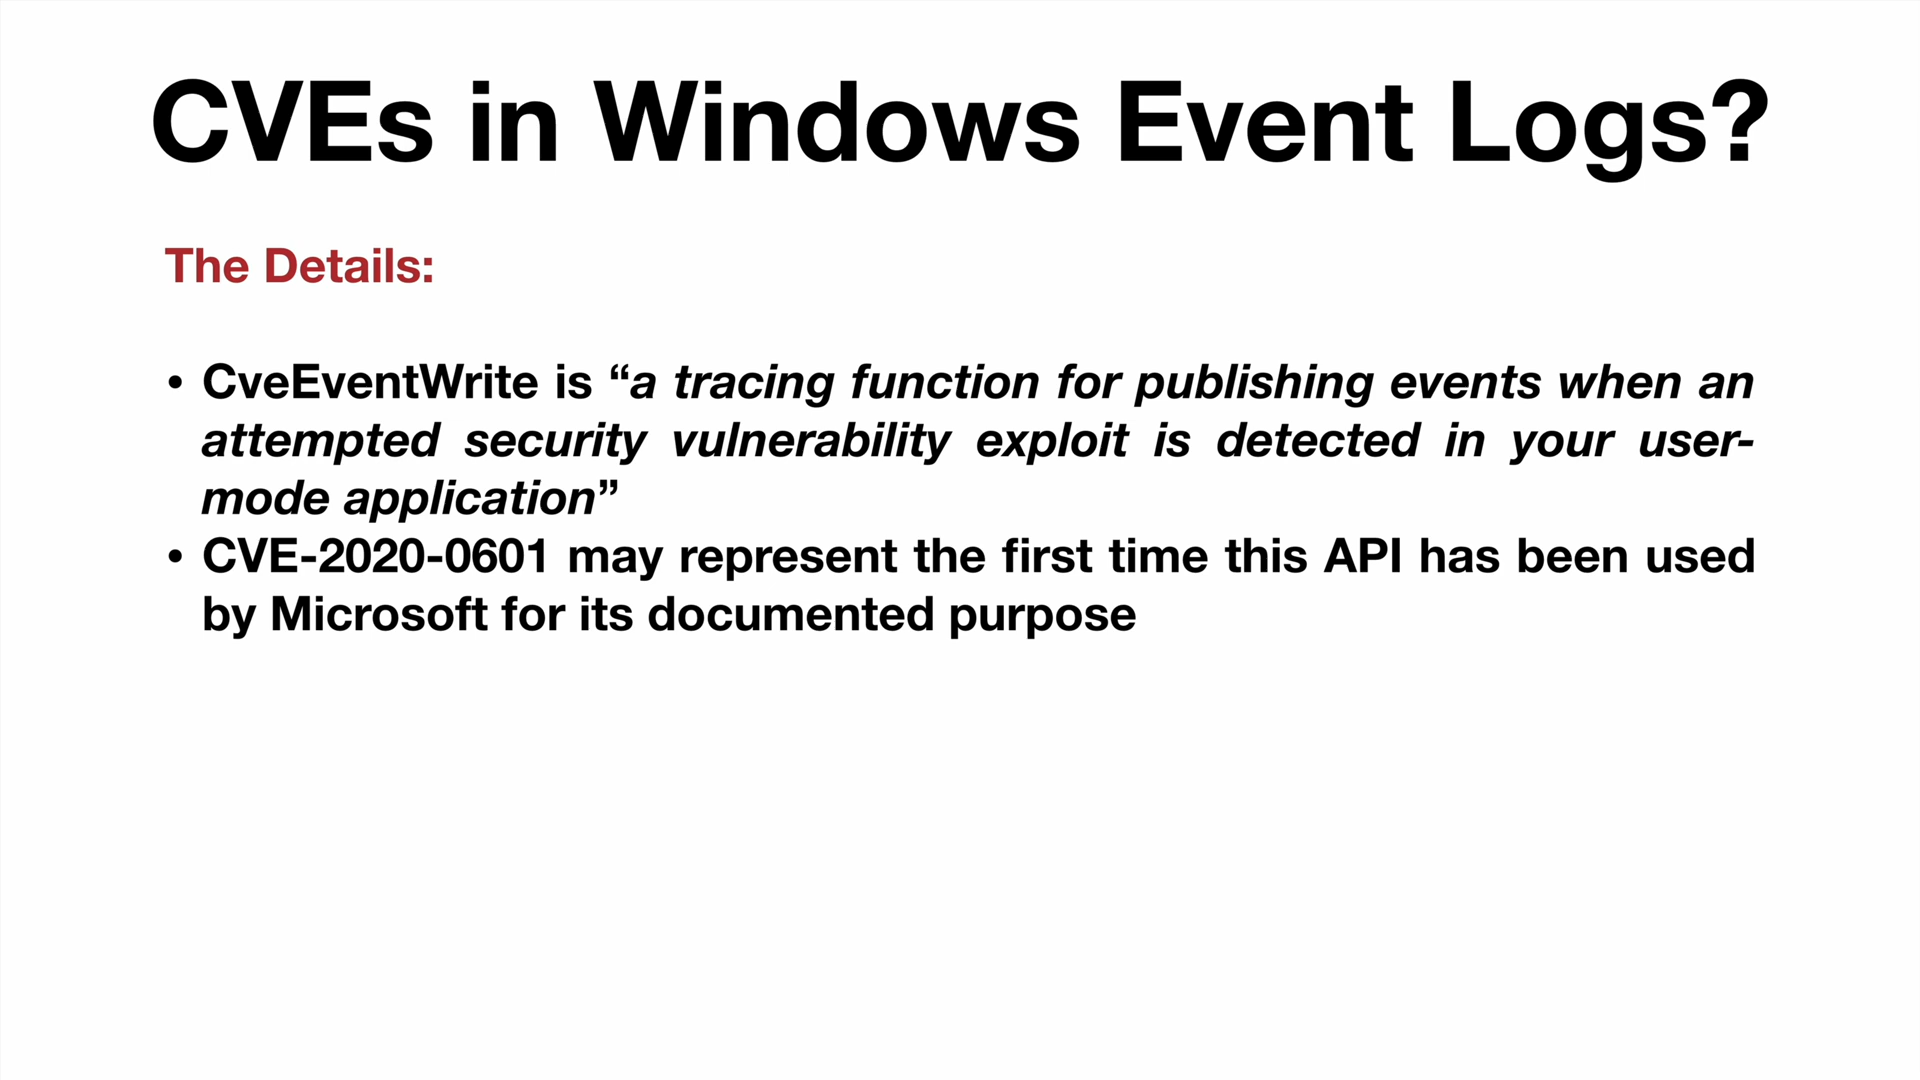 CVEs in Windows Event Logs?
The Details:
• CveEventWrite is “a tracing function for publishing events when an
attempted security vulnerability exploit is detected in your user-
mode application”
• CVE-2020-0601 may represent the first time this API has been used
by Microsoft for its documented purpose